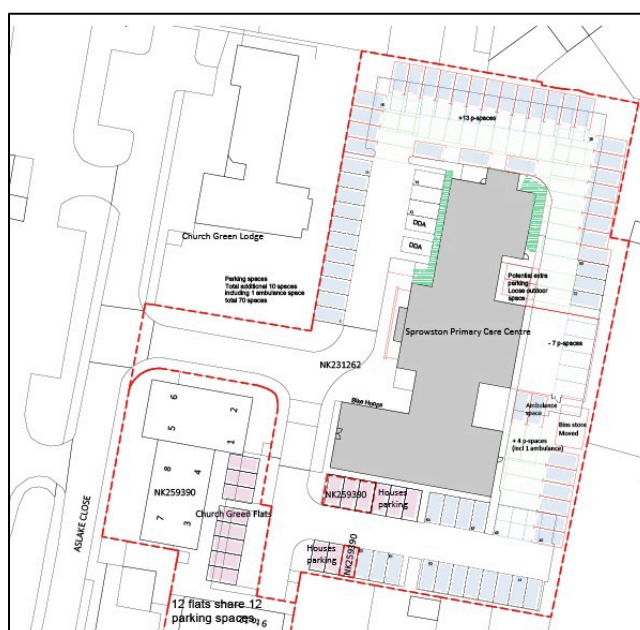 +13 p-spaces
DDA
DDA
Church Green Lodge
Parking spaces
Total additional 10 spaces
including 1 ambulance space
total 70 spaces
Potential extra
parking
Loose outdoor
space
Sprowston Primary Care Centre
- 7 p-spaces
NK231262
Bike Hoops
Ambulance
space
Bins store
Moved
+ 4 p-spaces
(incl 1 ambulance)
6
2
5
1
8
4
NK259390
7
3
Church Green Flats
NK259390
Houses
parking
ASLAKE CLOSE
Houses
parking
NK259390
12 flats share 12
parking spaces